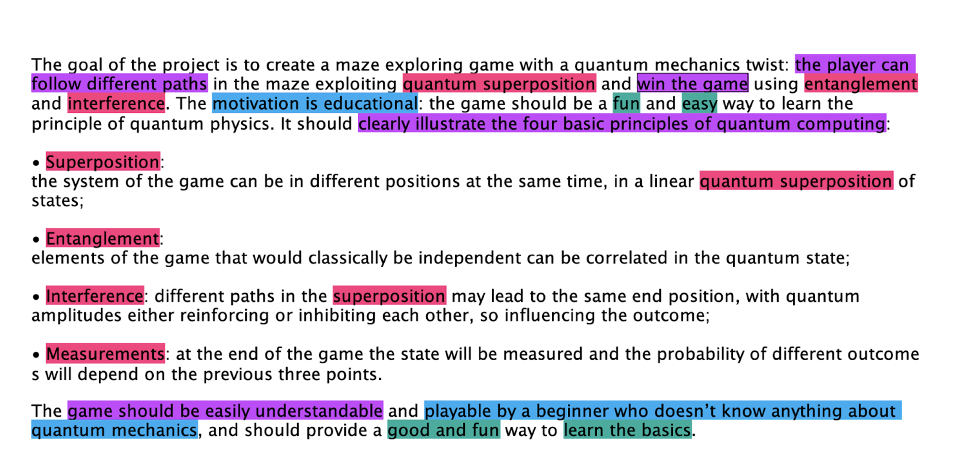 The goal of the project is to create a maze exploring game with a quantum mechanics twist: the player can
follow different paths in the maze exploiting quantum superposition and win the game using entanglement
and interference. The motivation is educational: the game should be a fun and easy way to learn the
principle of quantum physics. It should clearly illustrate the four basic principles of quantum computing:
• Superposition:
the system of the game can be in different positions at the same time, in a linear quantum superposition of
states;
• Entanglement:
elements of the game that would classically be independent can be correlated in the quantum state;
• Interference: different paths in the superposition may lead to the same end position, with quantum
amplitudes either reinforcing or inhibiting each other, so influencing the outcome;
• Measurements: at the end of the game the state will be measured and the probability of different outcome
s will depend on the previous three points.
The game should be easily understandable and playable by a beginner who doesn't know anything about
quantum mechanics, and should provide a good and fun way to learn the basics.